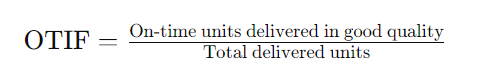 OTIF = On-time units delivered in good quality
Total delivered units